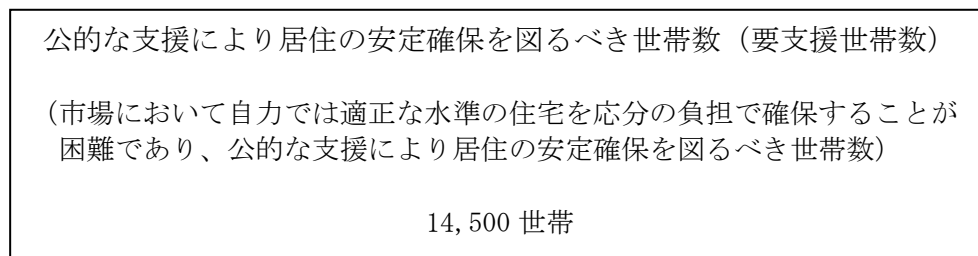 公的な支援により居住の安定確保を図るべき世帯数(要支援世帯数)
(市場において自力では適正な水準の住宅を応分の負担で確保することが
困難であり、公的な支援により居住の安定確保を図るべき世帯数)
14,500 世帯